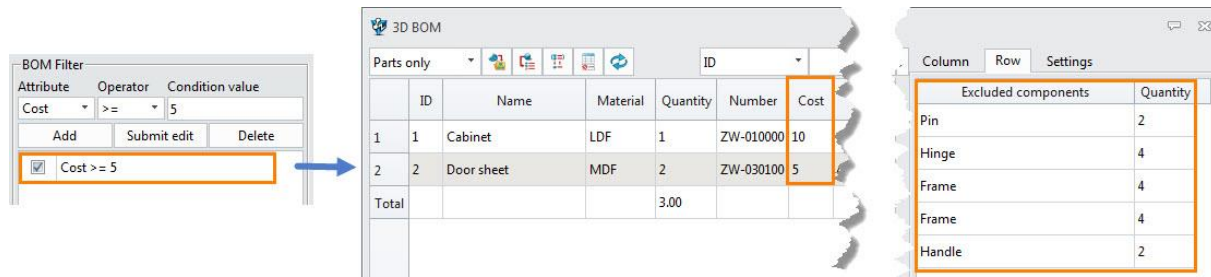 BOM Filter
Attribute Operator Condition value
Cost >= 5
Add Submit edit Delete
Cost >= 5
3D BOM
Parts only ID
ID Name Material Quantity Number Cost
1 1 Cabinet LDF 1 ZW-010000 10
2 2 Door sheet MDF 2 ZW-030100 5
Total 3.00
Column Row Settings
Excluded components Quantity
Pin 2
Hinge 4
Frame 4
Frame 4
Handle 2